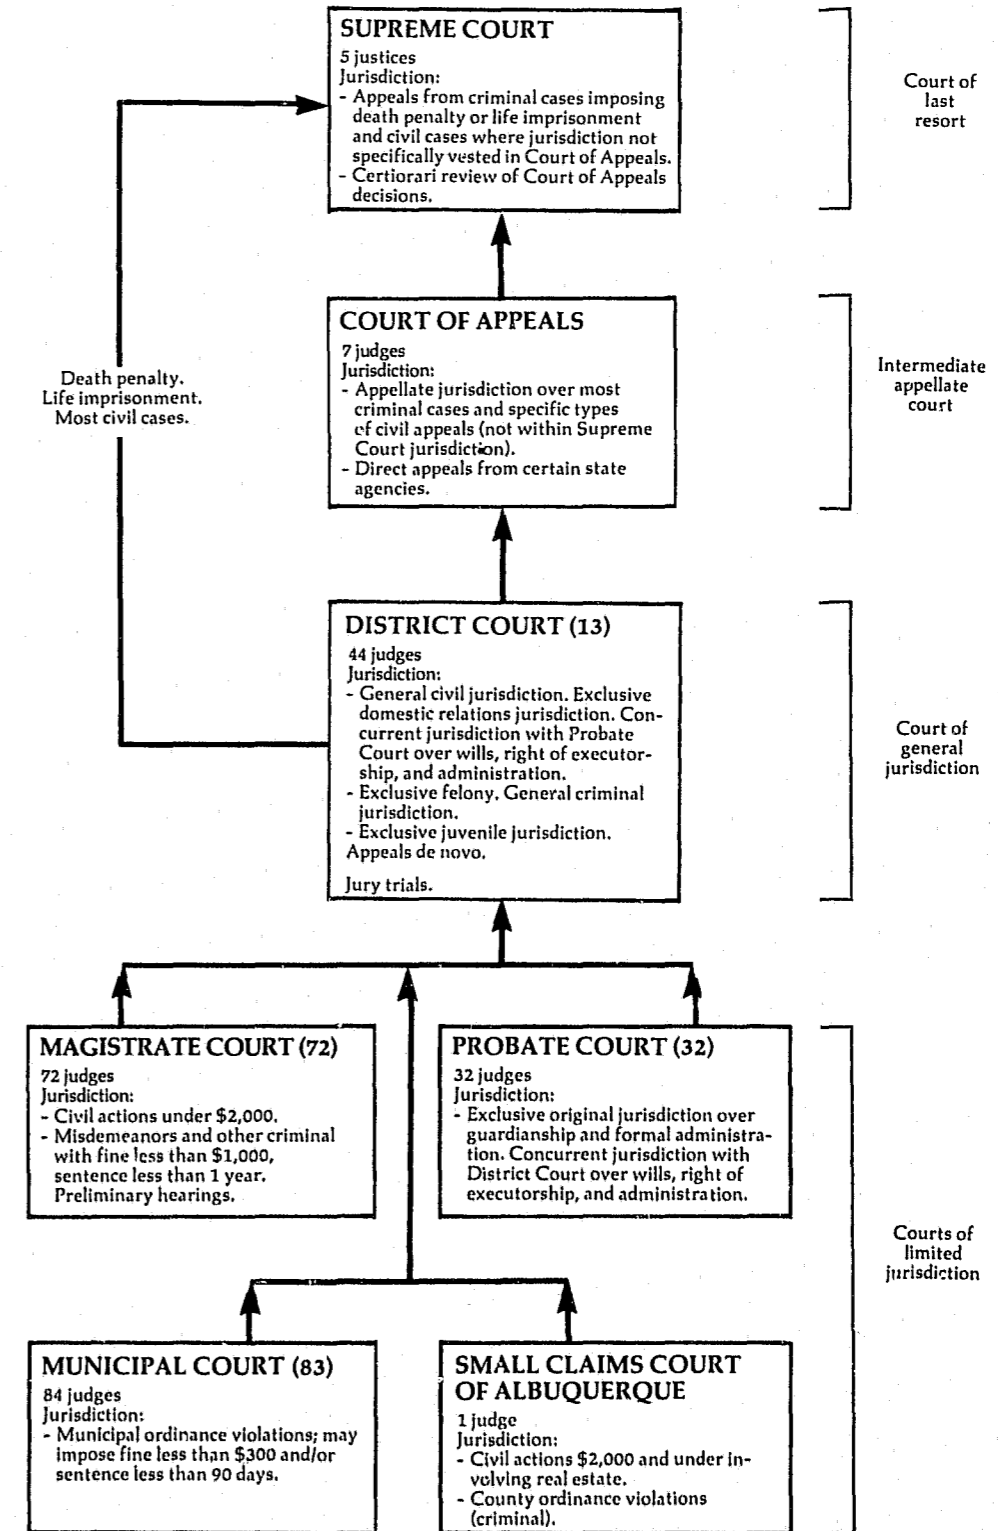 SUPREME COURT
5 justices
Jurisdiction:
- Appeals from criminal cases imposing
death penalty or life imprisonment
and civil cases where jurisdiction not
specifically vested in Court of Appeals.
- Certiorari review of Court of Appeals
decisions.
Court of
last
resort
COURT OF APPEALS
7 judges
Jurisdiction:
- Appellate jurisdiction over most
criminal cases and specific types
of civil appeals (not within Supreme
Court jurisdiction).
- Direct appeals from certain state
agencies.
Intermediate
appellate
court
Death penalty.
Life imprisonment.
Most civil cases.
DISTRICT COURT (13)
44 judges
Jurisdiction:
- General civil jurisdiction. Exclusive
domestic relations jurisdiction. Con-
current jurisdiction with Probate
Court over wills, right of executor-
ship, and administration.
- Exclusive felony. General criminal
jurisdiction.
- Exclusive juvenile jurisdiction.
Appeals de novo.
Jury trials.
Court of
general
jurisdiction
MAGISTRATE COURT (72)
72 judges
Jurisdiction:
- Civil actions under $2,000.
- Misdemeanors and other criminal
with fine less than $1,000,
sentence less than 1 year.
Preliminary hearings.
PROBATE COURT (32)
32 judges
Jurisdiction:
- Exclusive original jurisdiction over
guardianship and formal administra-
tion. Concurrent jurisdiction with
District Court over wills, right of
executorship, and administration.
Courts of
limited
jurisdiction
MUNICIPAL COURT (83)
84 judges
Jurisdiction:
- Municipal ordinance violations; may
impose fine less than $300 and/or
sentence less than 90 days.
SMALL CLAIMS COURT
OF ALBUQUERQUE
1 judge
Jurisdiction:
- Civil actions $2,000 and under in-
volving real estate.
- County ordinance violations
(criminal).